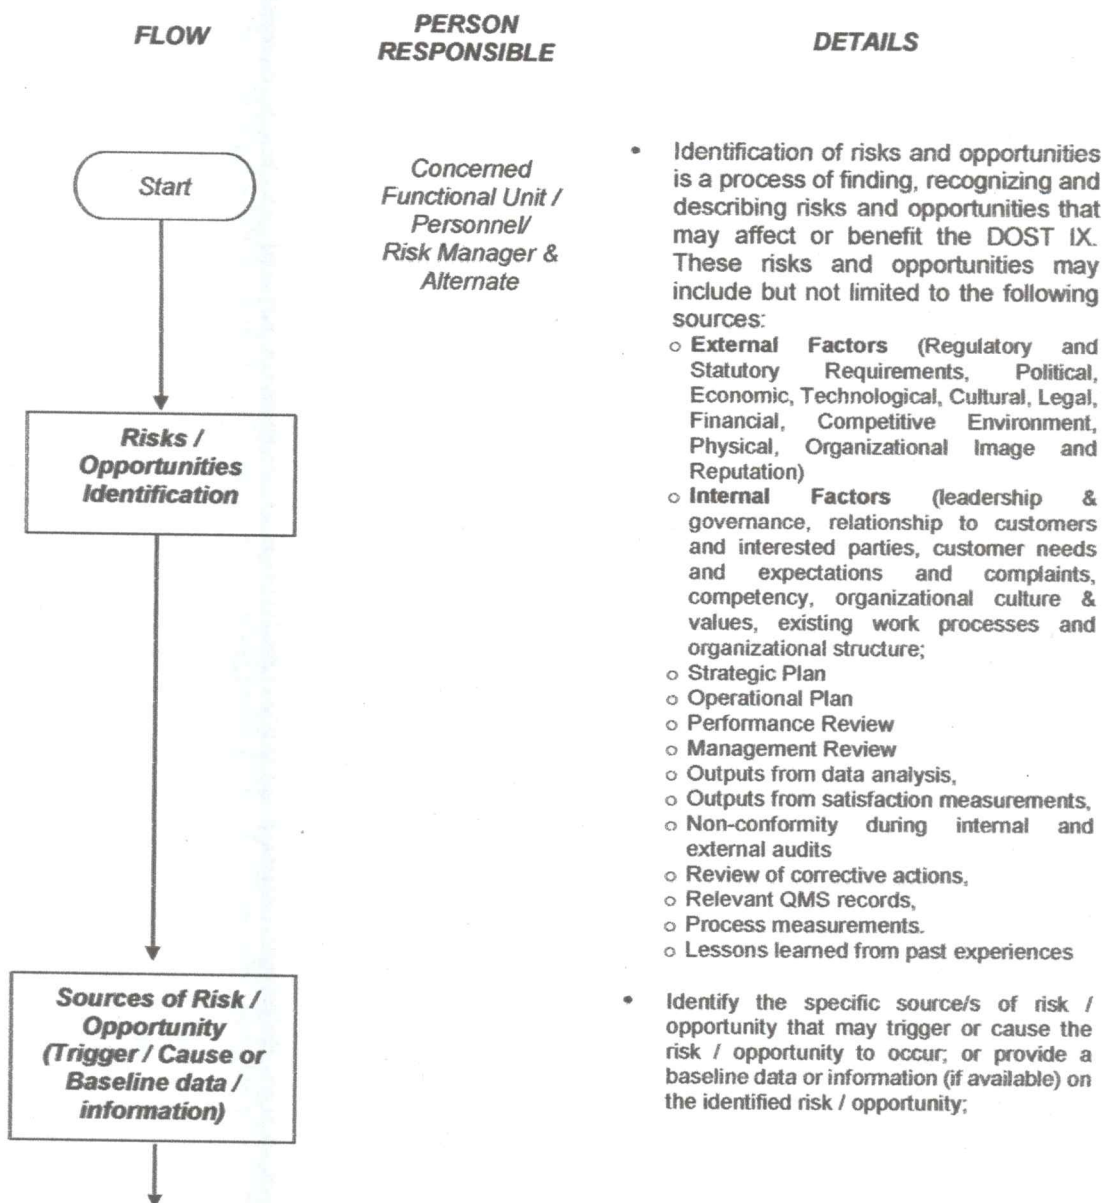 FLOW
PERSON
RESPONSIBLE
DETAILS
Start
Concerned
Functional Unit /
Personnel/
Risk Manager &
Alternate
• Identification of risks and opportunities
is a process of finding, recognizing and
describing risks and opportunities that
may affect or benefit the DOST IX.
These risks and opportunities may
include but not limited to the following
sources:
o External Factors (Regulatory and
Statutory Requirements, Political,
Economic, Technological, Cultural, Legal,
Financial, Competitive Environment,
Physical, Organizational Image and
Reputation)
o Internal Factors (leadership &
governance, relationship to customers
and interested parties, customer needs
and expectations and complaints,
competency, organizational culture &
values, existing work processes and
organizational structure;
o Strategic Plan
o Operational Plan
o Performance Review
o Management Review
o Outputs from data analysis,
o Outputs from satisfaction measurements,
o Non-conformity during internal and
external audits
o Review of corrective actions,
o Relevant QMS records,
o Process measurements.
o Lessons learned from past experiences
Risks /
Opportunities
Identification
Sources of Risk /
Opportunity
(Trigger / Cause or
Baseline data /
information)
• Identify the specific source/s of risk /
opportunity that may trigger or cause the
risk / opportunity to occur; or provide a
baseline data or information (if available) on
the identified risk / opportunity;